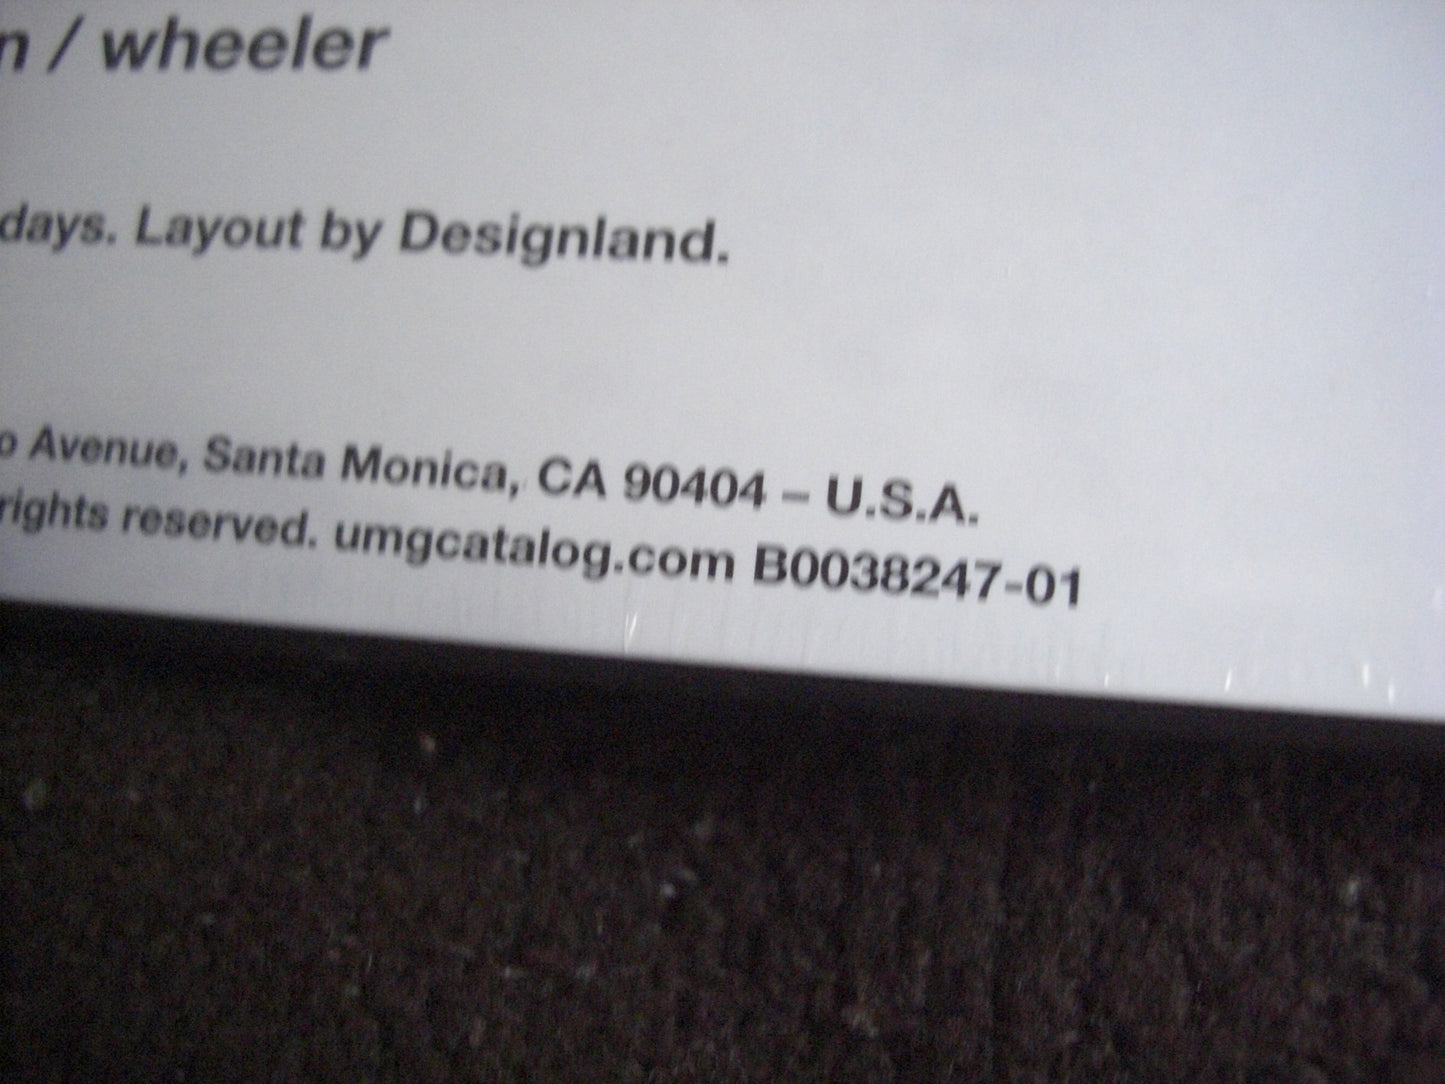 n / wheeler
days. Layout by Designland.
o Avenue, Santa Monica, CA 90404 – U.S.A.
rights reserved. umgcatalog.com B0038247-01